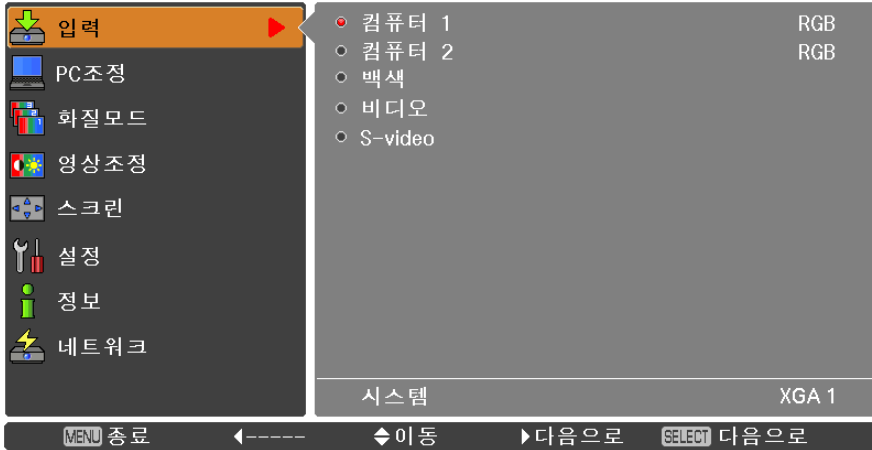 입력
PC조정
화질모드
영상조정
스크린
설정
정보
네트워크
컴퓨터 1 RGB
컴퓨터 2 RGB
백색
비디오
S-video
시스템 XGA 1
MENU 종료 ----- 이동 다음으로 SELECT 다음으로